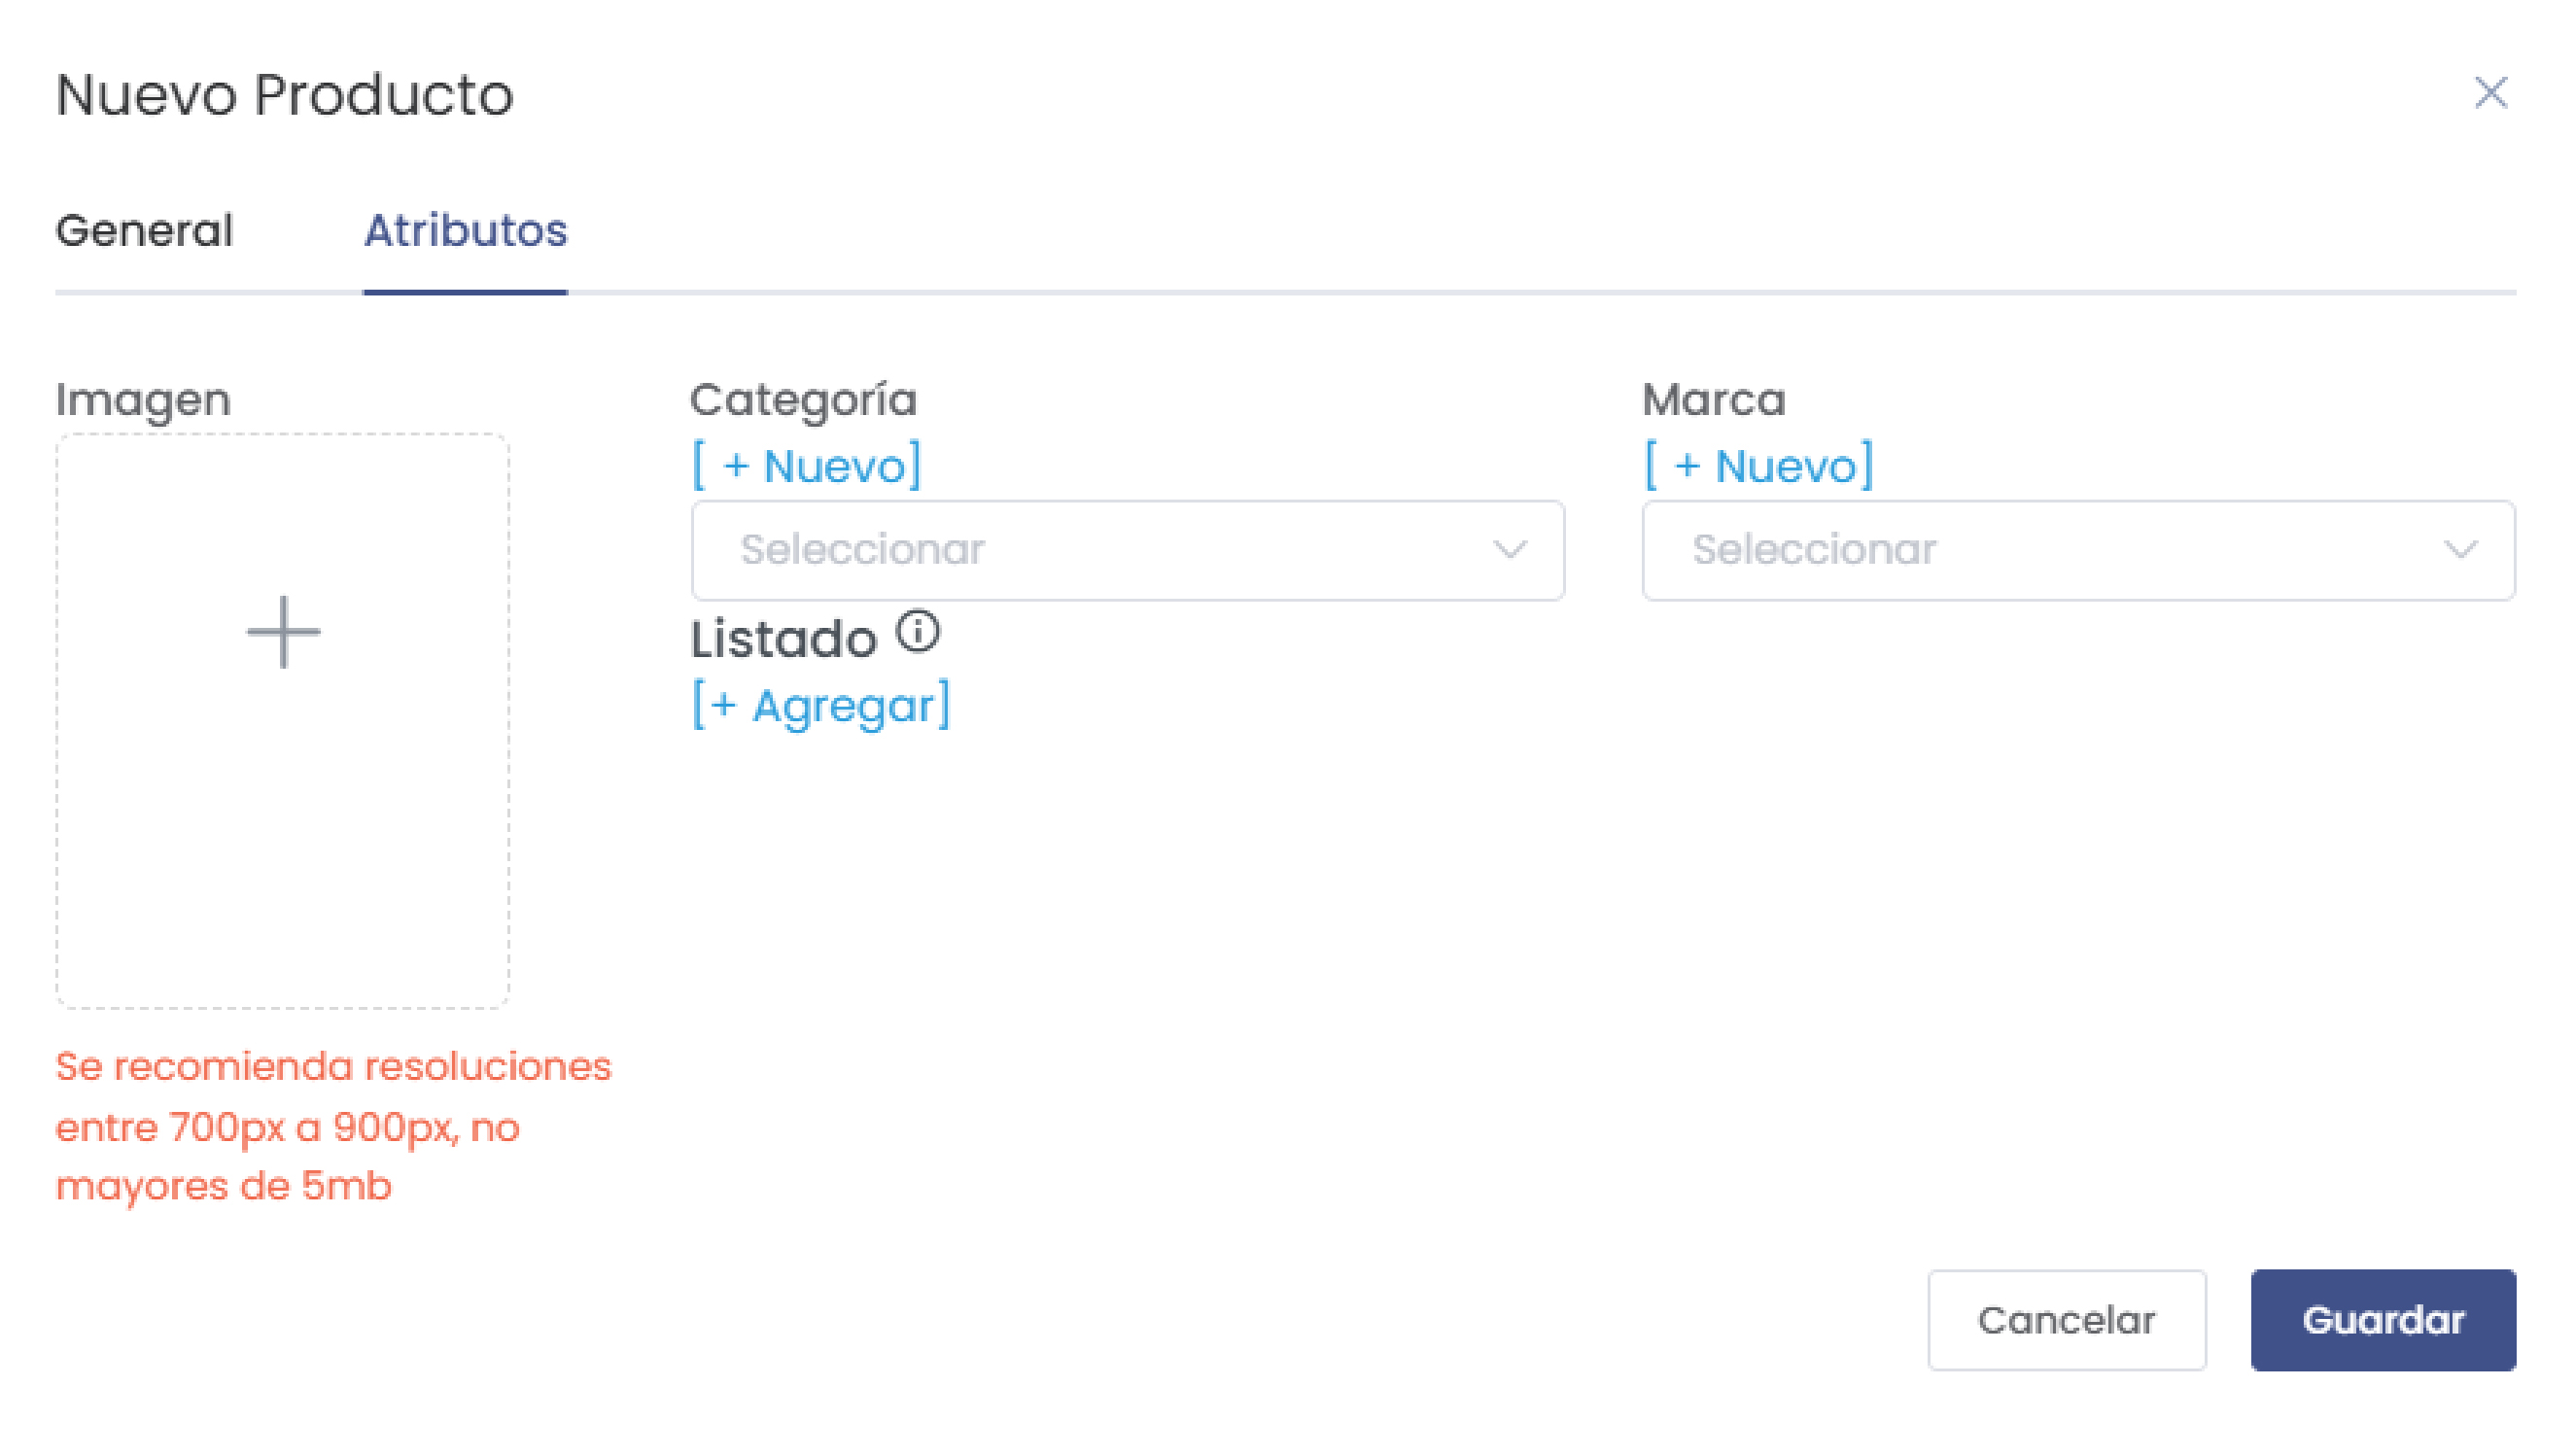 Nuevo Producto
General
Atributos
Imagen
Categoría
[ + Nuevo]
Seleccionar
Marca
[ + Nuevo]
Seleccionar
Listado
[+ Agregar]
Se recomienda resoluciones
entre 700px a 900px, no
mayores de 5mb
Cancelar
Guardar